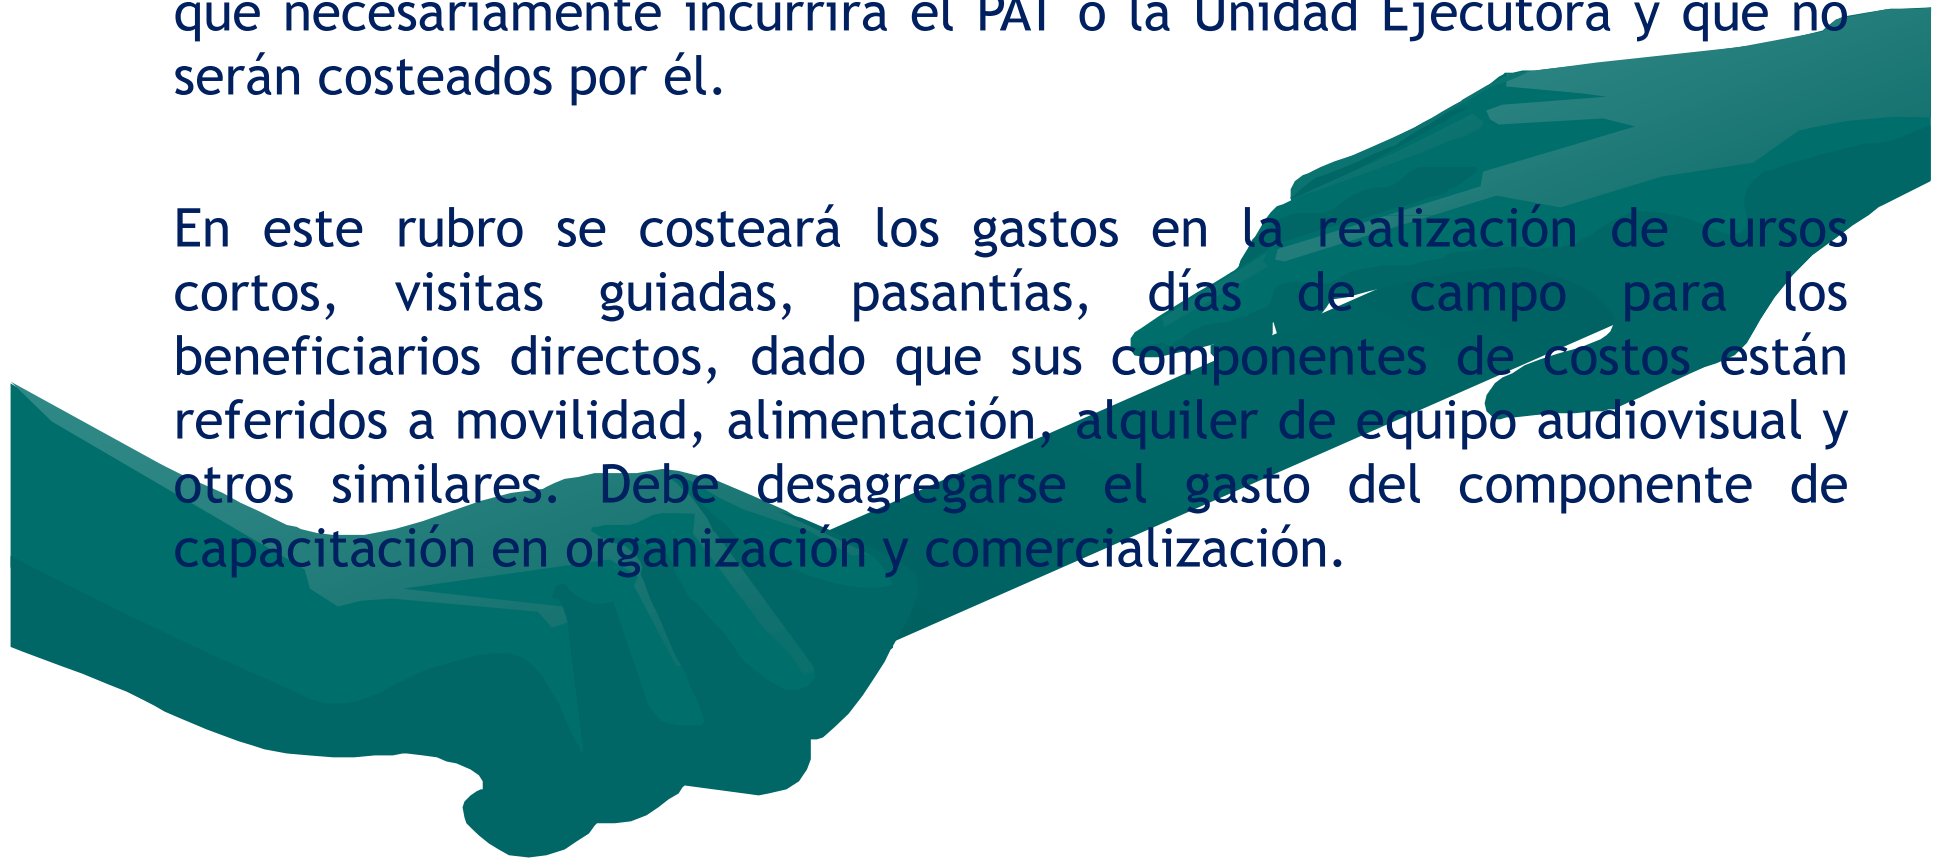 que necesariamente incurrirá el PAT o la Unidad Ejecutora y que no
serán costeados por él.
En este rubro se costeará los gastos en la realización de cursos
cortos, visitas guiadas, pasantías, días de campo para los
beneficiarios directos, dado que sus componentes de costos están
referidos a movilidad, alimentación, alquiler de equipo audiovisual y
otros similares. Debe desagregarse el gasto del componente de
capacitación en organización y comercialización.